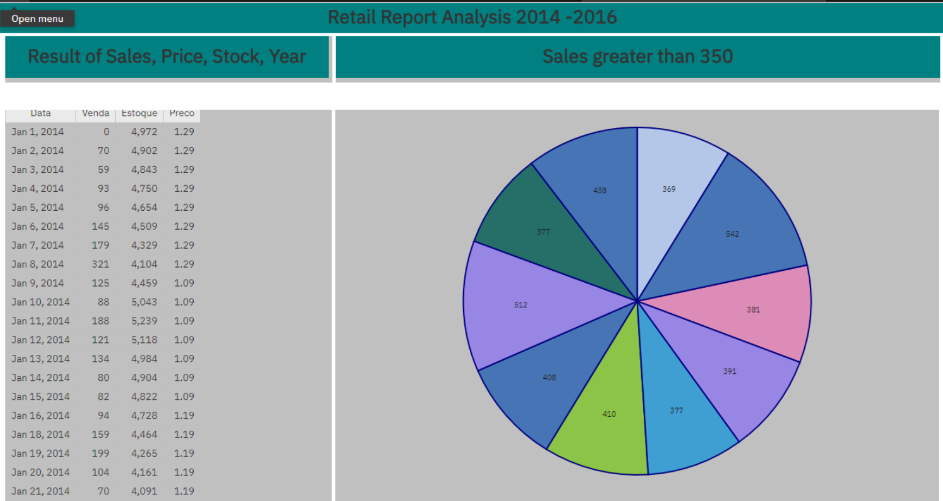 Open menu
Retail Report Analysis 2014 -2016
Result of Sales, Price, Stock, Year
Sales greater than 350
Data Venda Estoque Preco
Jan 1, 2014 0 4,972 1.29
Jan 2, 2014 70 4,902 1.29
Jan 3, 2014 59 4,843 1.29
Jan 4, 2014 93 4,750 1.29
Jan 5, 2014 96 4,654 1.29
Jan 6, 2014 145 4,509 1.29
Jan 7, 2014 179 4,329 1.29
Jan 8, 2014 321 4,104 1.29
Jan 9, 2014 125 4,459 1.09
Jan 10, 2014 88 5,043 1.09
Jan 11, 2014 188 5,239 1.09
Jan 12, 2014 121 5,118 1.09
Jan 13, 2014 134 4,984 1.09
Jan 14, 2014 80 4,904 1.09
Jan 15, 2014 82 4,822 1.09
Jan 16, 2014 94 4,728 1.19
Jan 18, 2014 159 4,464 1.19
Jan 19, 2014 199 4,265 1.19
Jan 20, 2014 104 4,161 1.19
Jan 21, 2014 70 4,091 1.19
369
542
381
391
377
410
408
512
377
438